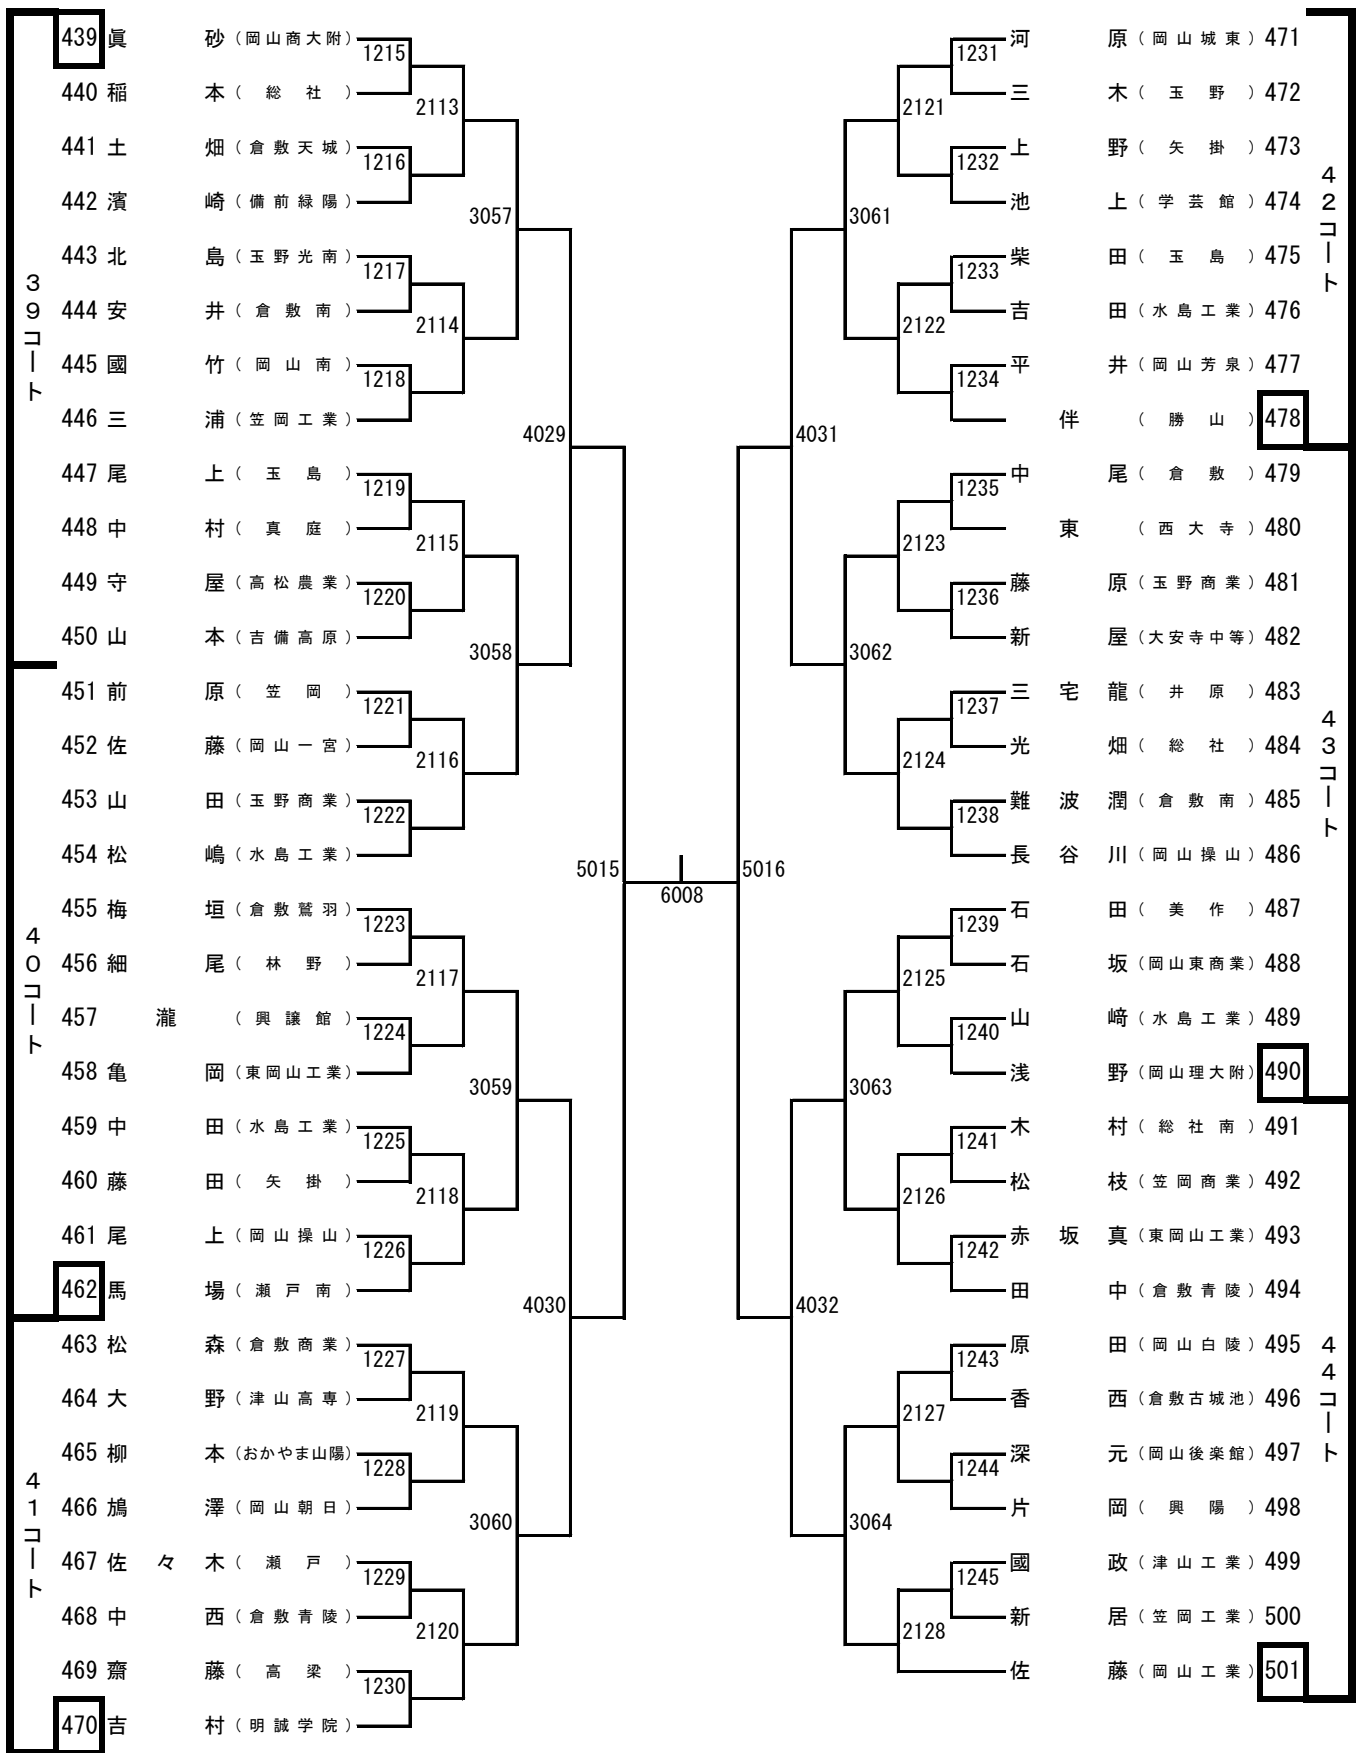 439 眞砂 (岡山商大附)
440 稲本 (総社)
441 土畑 (倉敷天城)
442 濱崎 (備前緑陽)
443 北島 (玉野光南)
444 安井 (倉敷南)
445 國竹 (岡山南)
446 三浦 (笠岡工業)
447 尾上 (玉島)
448 中村 (真庭)
449 守屋 (高松農業)
450 山本 (吉備高原)
451 前原 (笠岡)
452 佐藤 (岡山一宮)
453 山田 (玉野商業)
454 松嶋 (水島工業)
455 梅垣 (倉敷鷲羽)
456 細尾 (林野)
457 瀧 (興譲館)
458 亀岡 (東岡山工業)
459 中田 (水島工業)
460 藤田 (矢掛)
461 尾上 (岡山操山)
462 馬場 (瀬戸南)
463 松森 (倉敷商業)
464 大野 (津山高専)
465 柳本 (おかやま山陽)
466 鳩澤 (岡山朝日)
467 佐々木 (瀬戸)
468 中西 (倉敷青陵)
469 齋藤 (高梁)
470 吉村 (明誠学院)
39コート
40コート
41コート
1215
1216
1217
1218
1219
1220
1221
1222
1223
1224
1225
1226
1227
1228
1229
1230
2113
2114
2115
2116
2117
2118
2119
2120
3057
3058
3059
3060
4029
4030
5015
6008
5016
4031
4032
3061
3062
3063
3064
2121
2122
2123
2124
2125
2126
2127
2128
1231
1232
1233
1234
1235
1236
1237
1238
1239
1240
1241
1242
1243
1244
1245
河原 (岡山城東) 471
三木 (玉野) 472
上野 (矢掛) 473
池上 (学芸館) 474
柴田 (玉島) 475
吉田 (水島工業) 476
平井 (岡山芳泉) 477
伴 (勝山) 478
中尾 (倉敷) 479
東 (西大寺) 480
藤原 (玉野商業) 481
新屋 (大安寺中等) 482
三宅龍 (井原) 483
光畑 (総社) 484
難波潤 (倉敷南) 485
長谷川 (岡山操山) 486
石田 (美作) 487
石坂 (岡山東商業) 488
山﨑 (水島工業) 489
浅野 (岡山理大附) 490
木村 (総社南) 491
松枝 (笠岡商業) 492
赤坂真 (東岡山工業) 493
田中 (倉敷青陵) 494
原田 (岡山白陵) 495
香西 (倉敷古城池) 496
深元 (岡山後楽館) 497
片岡 (興陽) 498
國政 (津山工業) 499
新居 (笠岡工業) 500
佐藤 (岡山工業) 501
42コート
43コート
44コート